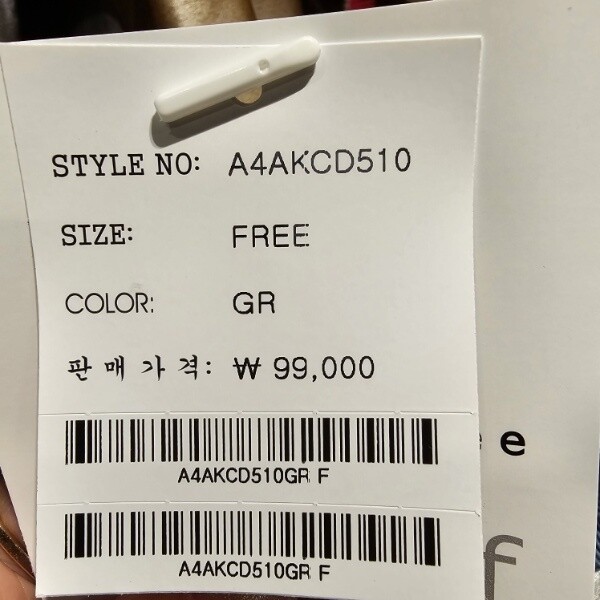 STYLE NO: A4AKCD510
SIZE: FREE
COLOR: GR
판매가격: ₩ 99,000
A4AKCD510GR F
A4AKCD510GR F
e
f